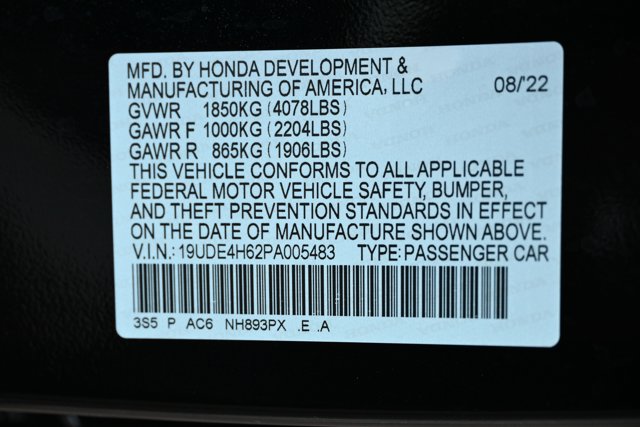 MFD. BY HONDA DEVELOPMENT &
MANUFACTURING OF AMERICA, LLC 08/'22
GVWR 1850KG (4078LBS)
GAWR F 1000KG (2204LBS)
GAWR R 865KG (1906LBS)
THIS VEHICLE CONFORMS TO ALL APPLICABLE
FEDERAL MOTOR VEHICLE SAFETY, BUMPER,
AND THEFT PREVENTION STANDARDS IN EFFECT
ON THE DATE OF MANUFACTURE SHOWN ABOVE.
V.I.N.: 19UDE4H62PA005483 TYPE: PASSENGER CAR
3S5 P AC6 NH893PX .E .A